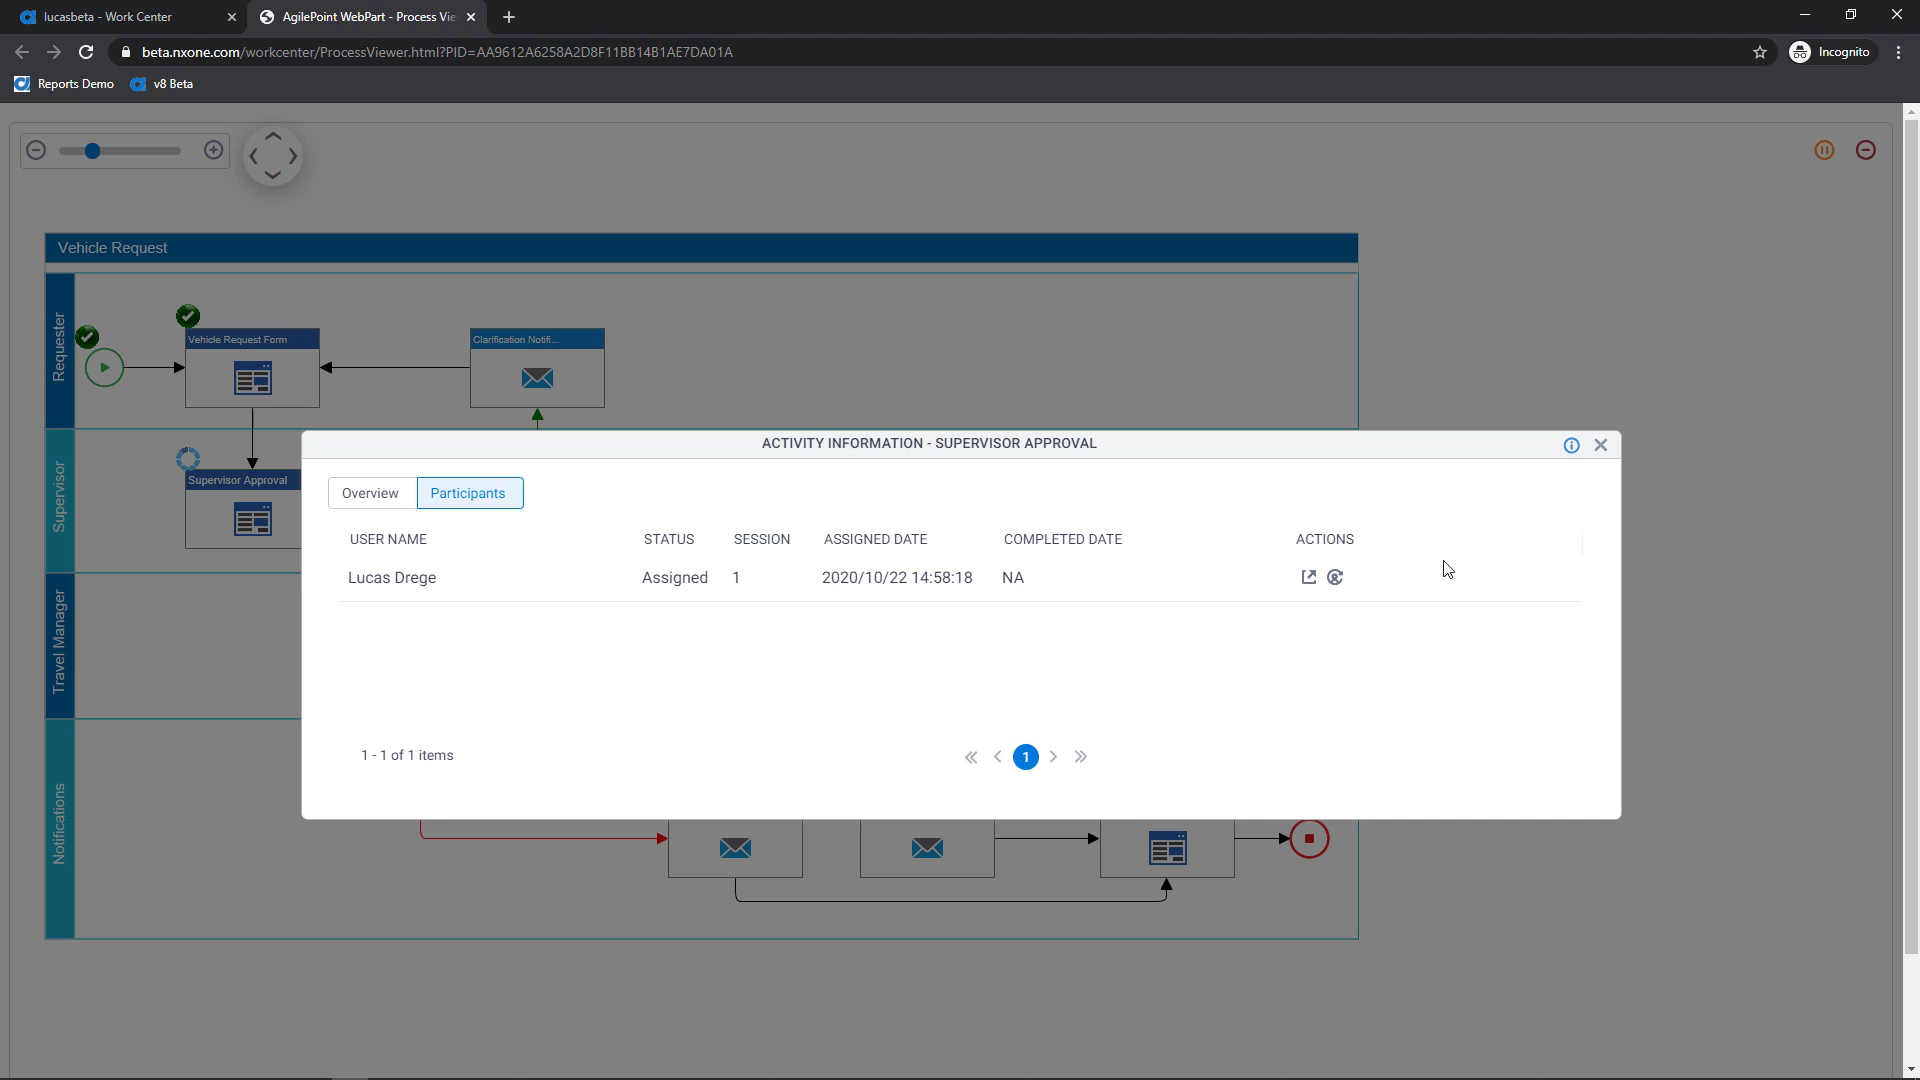 lucasbeta - Work Center
AgilePoint WebPart - Process Vie
beta.nxone.com/workcenter/ProcessViewer.html?PID=AA9612A6258A2D8F11BB14B1AE7DA01A
Incognito
Reports Demo
v8 Beta
Vehicle Request
Requester
Vehicle Request Form
Clarification Notifi...
Supervisor
Supervisor Approval
Travel Manager
Notifications
ACTIVITY INFORMATION - SUPERVISOR APPROVAL
Overview
Participants
USER NAME STATUS SESSION ASSIGNED DATE COMPLETED DATE ACTIONS
Lucas Drege Assigned 1 2020/10/22 14:58:18 NA
1 - 1 of 1 items
1